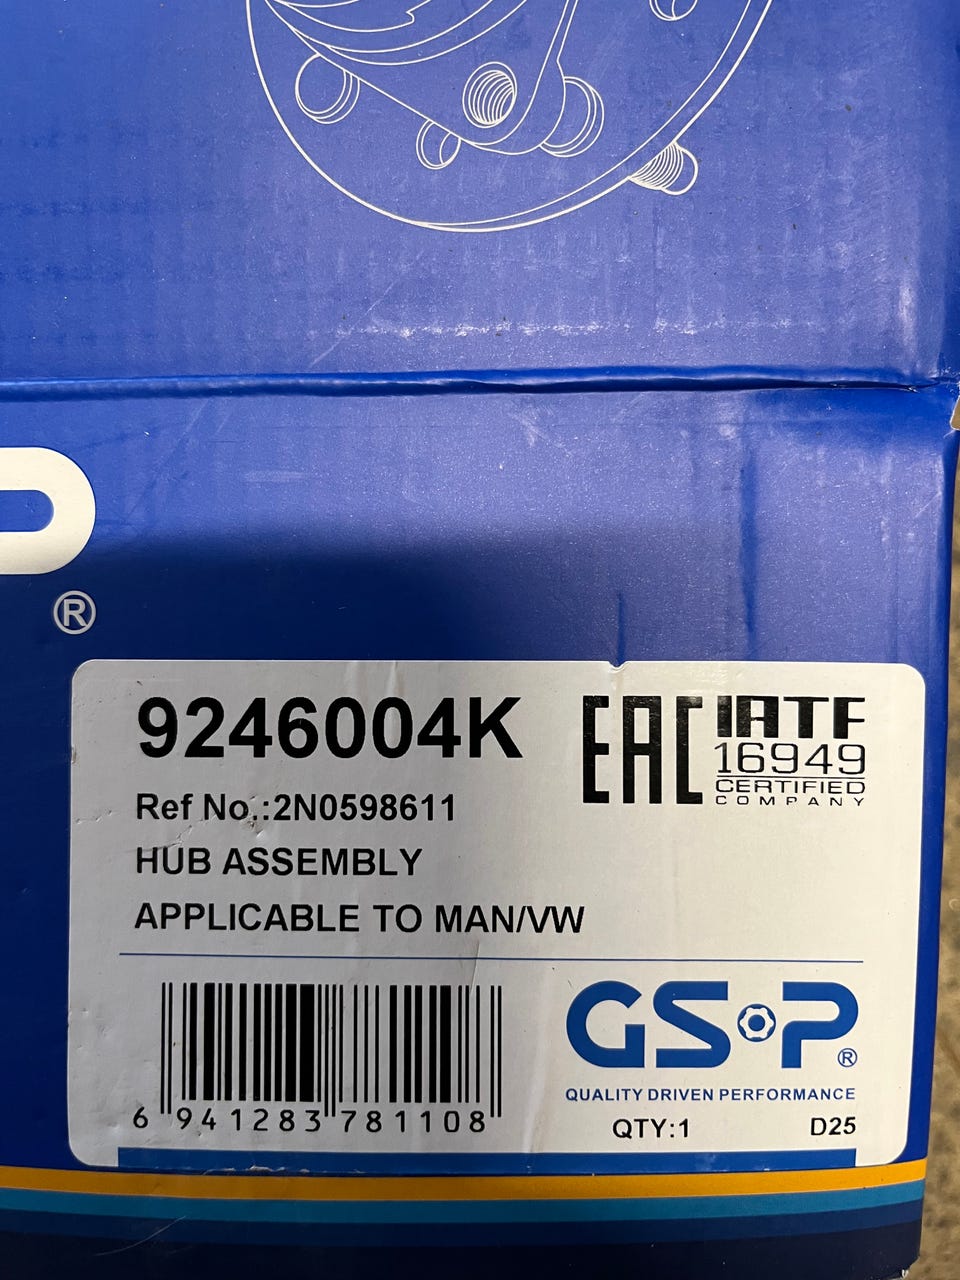 P
®
9246004K
EAC
IATF
16949
CERTIFIED
COMPANY
Ref No.:2N0598611
HUB ASSEMBLY
APPLICABLE TO MAN/VW
GSP®
QUALITY DRIVEN PERFORMANCE
6 941283 781108
QTY:1 D25